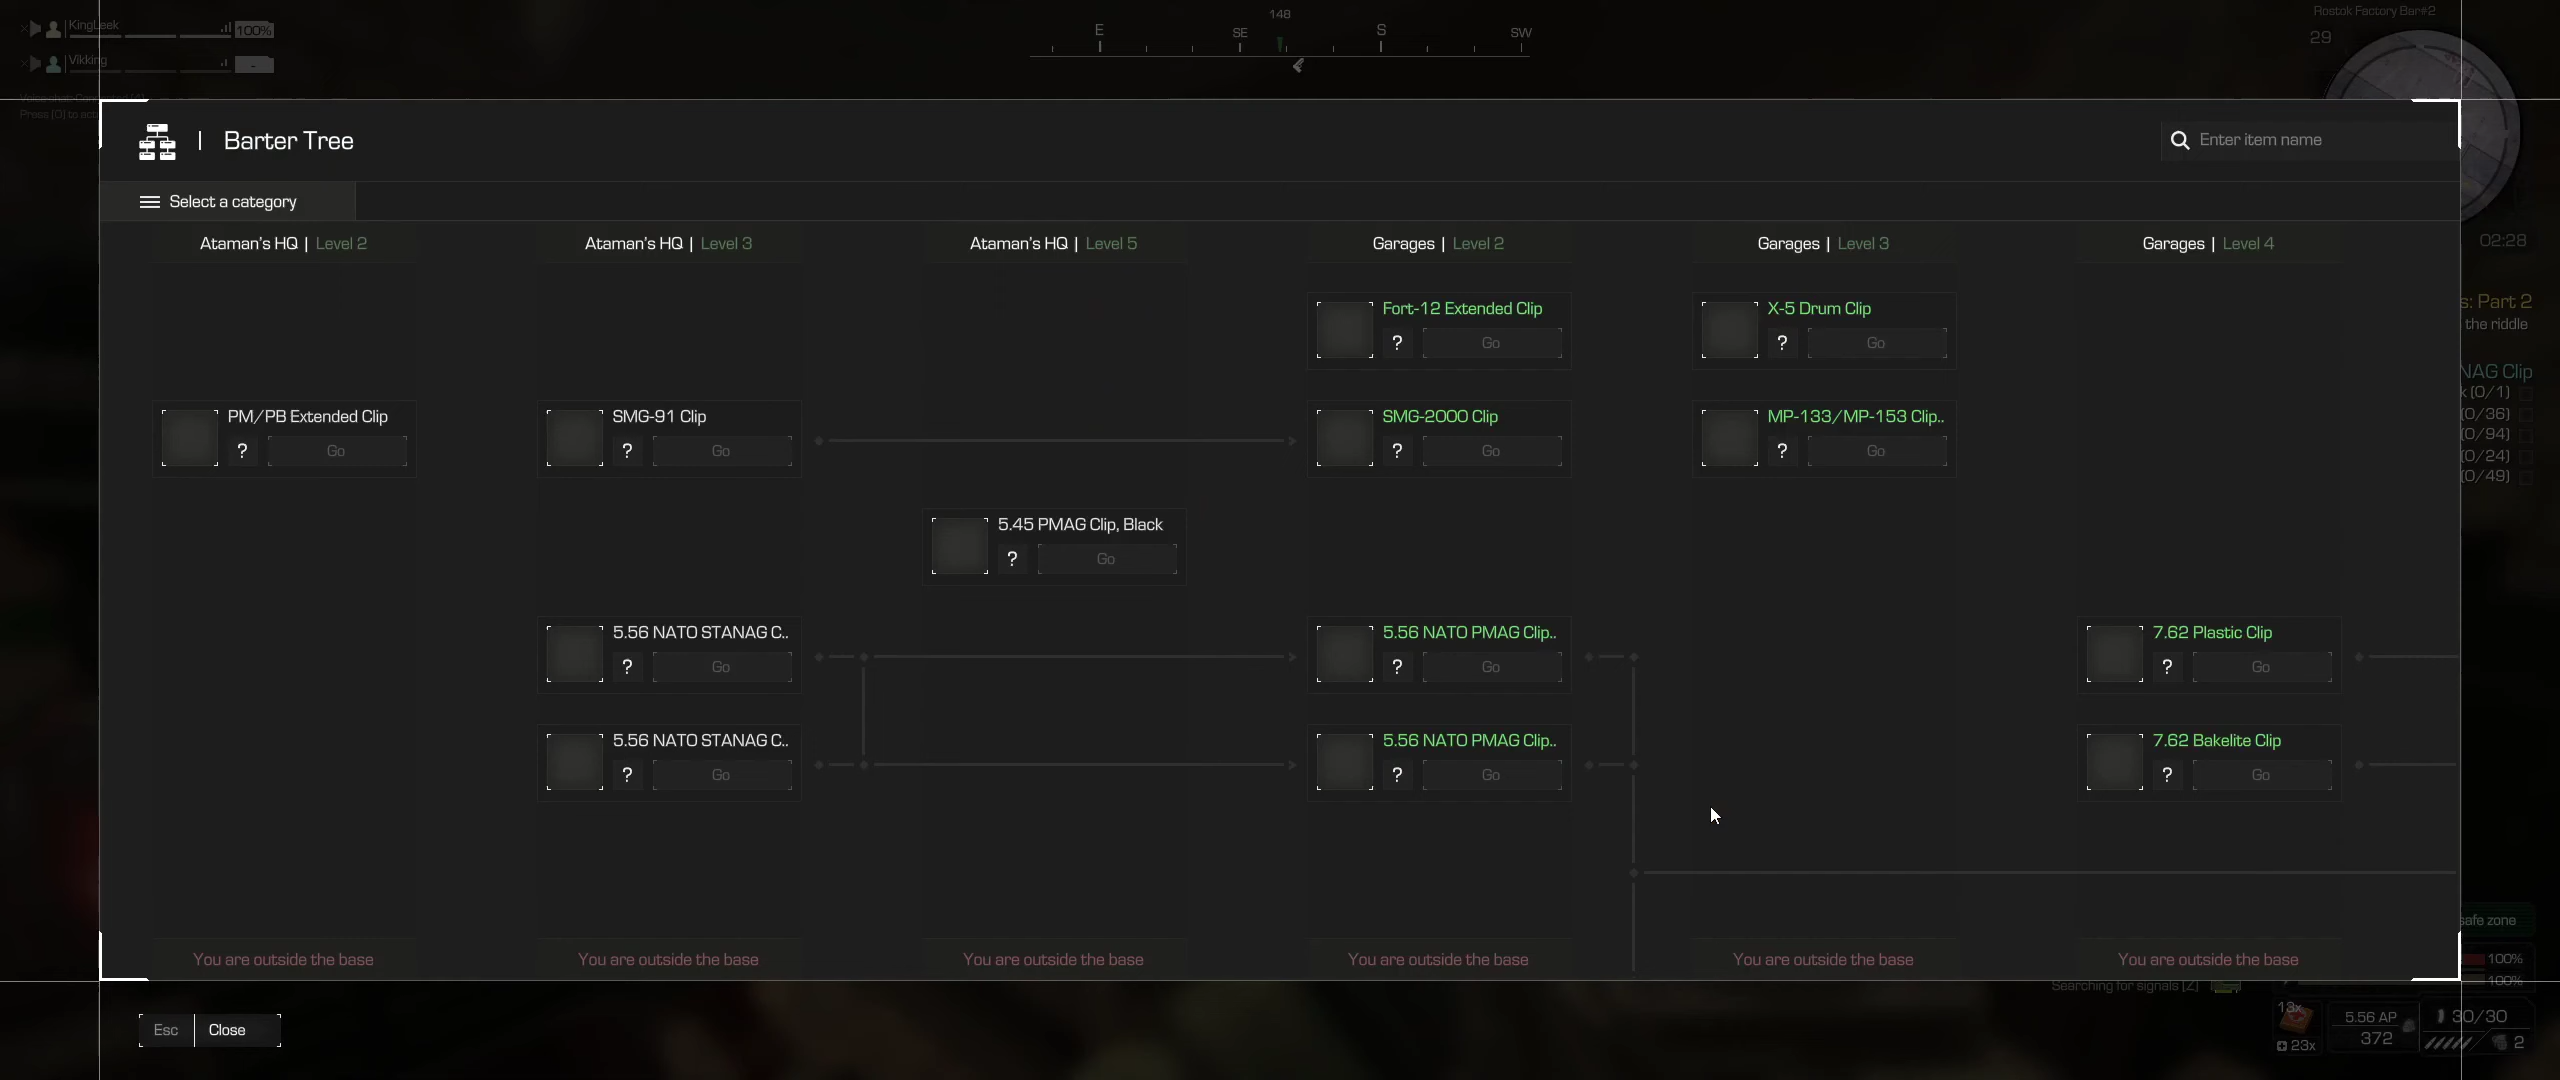 KingLeek
100%
Vikking
-
E
SE
148
S
SW
Rostok Factory Bar#2
29
Barter Tree
Enter item name
Select a category
Ataman's HQ | Level 2
Ataman's HQ | Level 3
Ataman's HQ | Level 5
Garages | Level 2
Garages | Level 3
Garages | Level 4
02:28
Fort-12 Extended Clip
? Go
X-5 Drum Clip
? Go
s: Part 2
the riddle
NAG Clip
k (0/1)
(0/36)
(0/94)
(0/24)
(0/49)
PM/PB Extended Clip
? Go
SMG-91 Clip
? Go
SMG-2000 Clip
? Go
MP-133/MP-153 Clip..
? Go
5.45 PMAG Clip, Black
? Go
5.56 NATO STANAG C..
? Go
5.56 NATO PMAG Clip..
? Go
7.62 Plastic Clip
? Go
5.56 NATO STANAG C..
? Go
5.56 NATO PMAG Clip..
? Go
7.62 Bakelite Clip
? Go
You are outside the base
You are outside the base
You are outside the base
You are outside the base
You are outside the base
You are outside the base
safe zone
100%
100%
Searching for signals [Z]
Esc
Close
13x
23x
5.56 AP
372
30/30
2